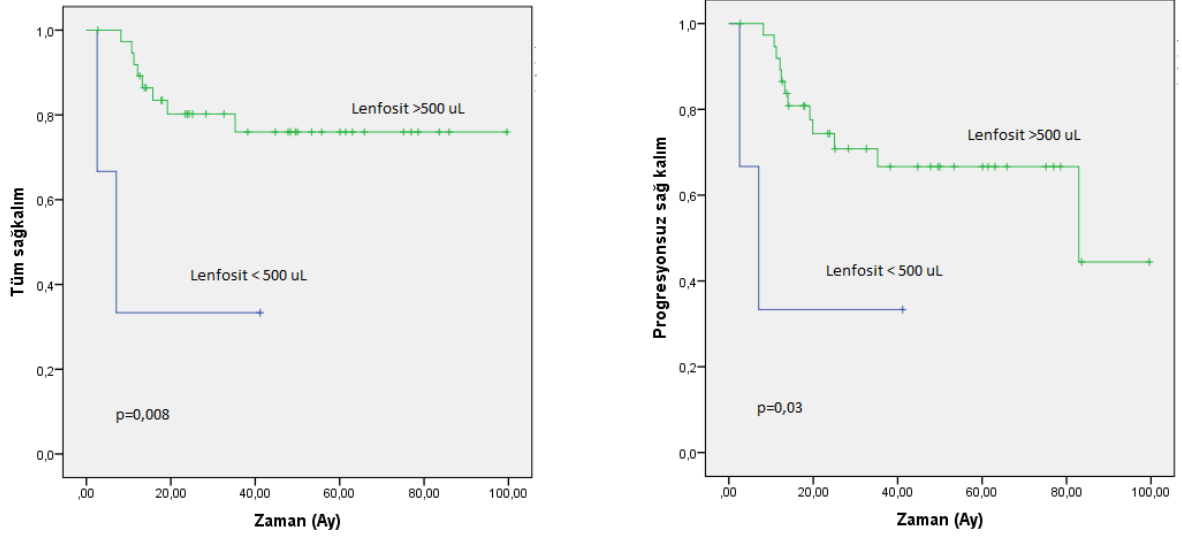 Tüm sağkalım
1,0
0,8
0,6
0,4
0,2
0,0
Lenfosit >500 uL
Lenfosit < 500 uL
p=0,008
,00 20,00 40,00 60,00 80,00 100,00
Zaman (Ay)
Progresyonsuz sağ kalım
1,0
0,8
0,6
0,4
0,2
0,0
Lenfosit >500 uL
Lenfosit < 500 uL
p=0,03
,00 20,00 40,00 60,00 80,00 100,00
Zaman (Ay)